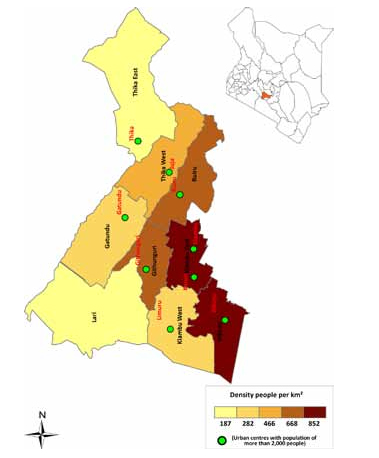 Thika East
Thika
Thika West
Ruiru
Gatundu
Gatundu
Githunguri
Lari
Limuru
Kiambu West
Density people per km²
187 282 466 668 852
(Urban centres with population of
more than 2,000 people)
N